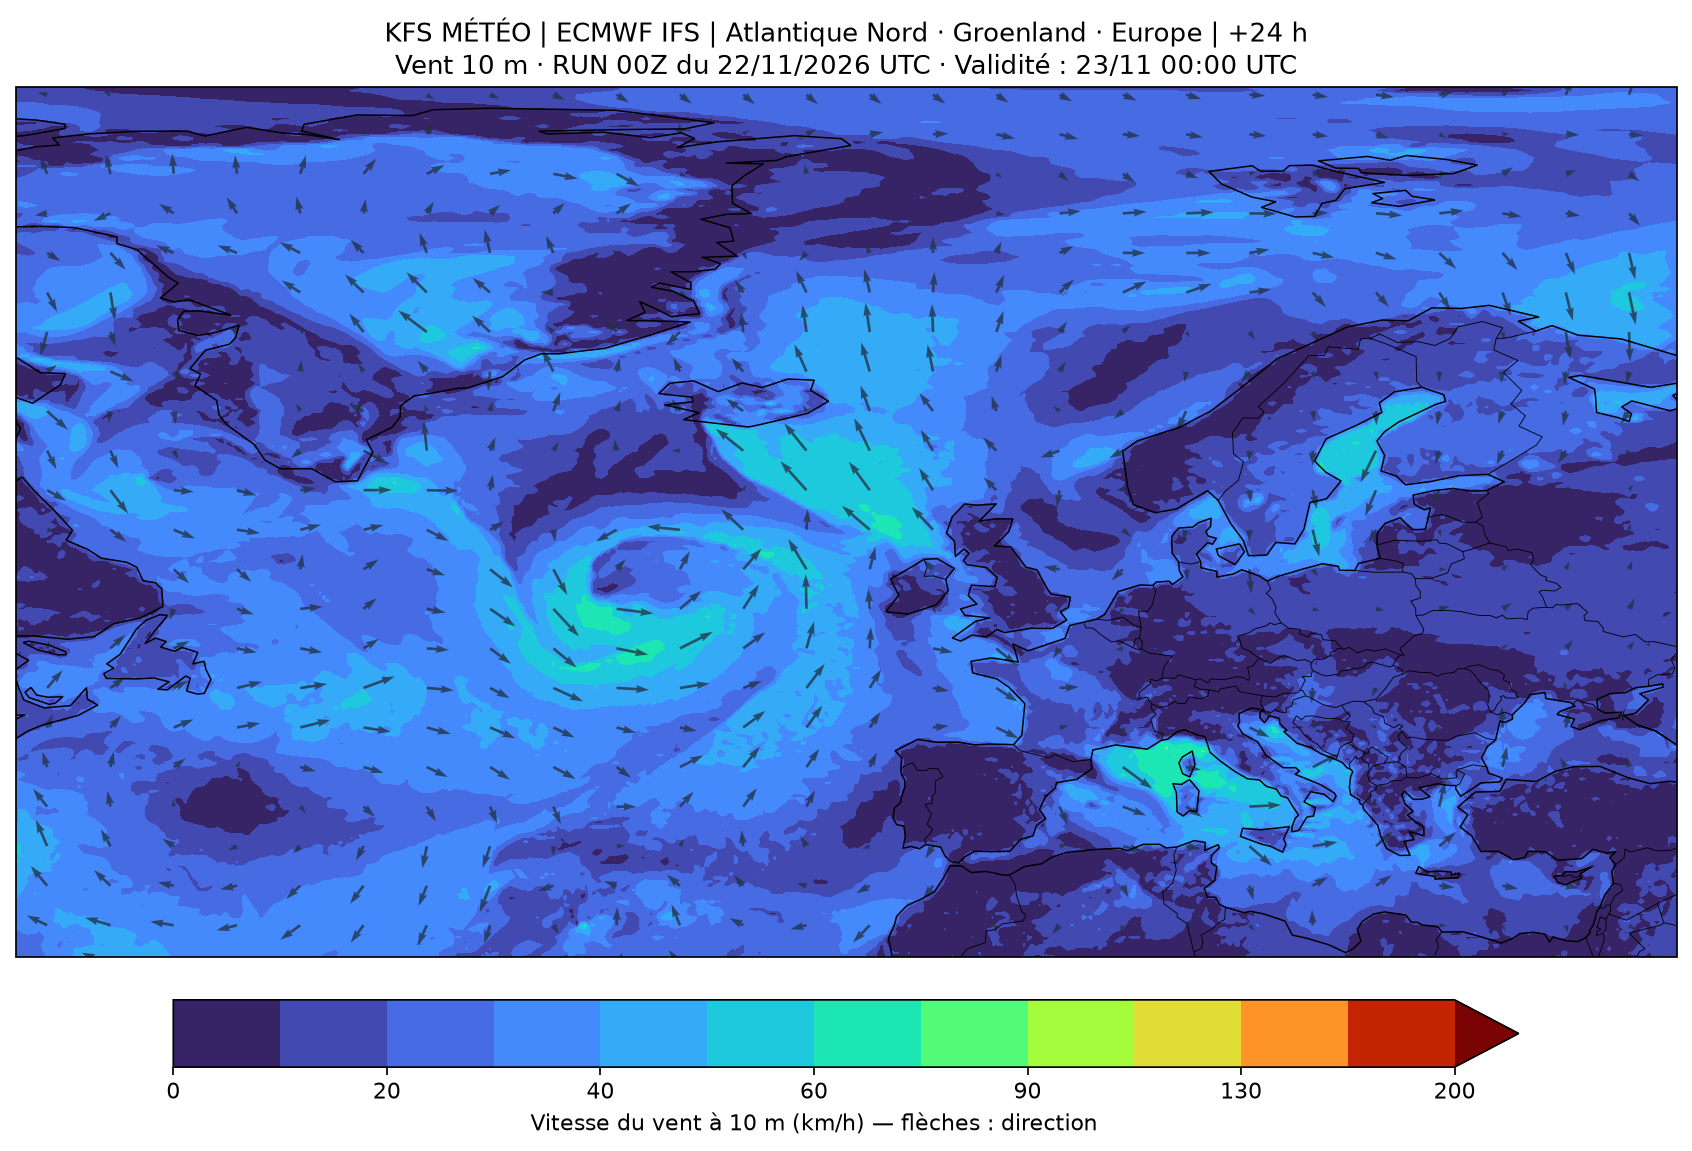 KFS MÉTÉO | ECMWF IFS | Atlantique Nord · Groenland · Europe | +24 h
Vent 10 m · RUN 00Z du 22/11/2026 UTC · Validité : 23/11 00:00 UTC
0 20 40 60 90 130 200
Vitesse du vent à 10 m (km/h) — flèches : direction